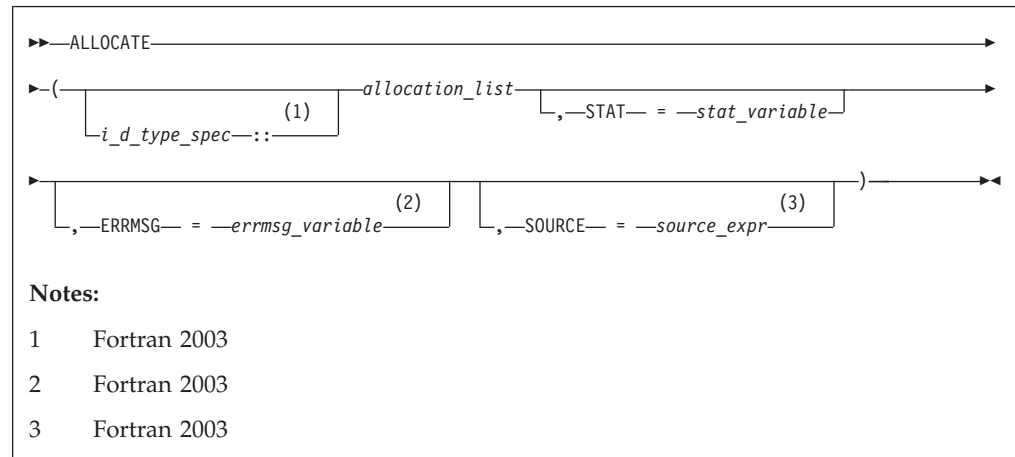 ALLOCATE
( allocation_list
(1)
i_d_type_spec :: , STAT = stat_variable
)
(2) (3)
, ERRMSG = errmsg_variable , SOURCE = source_expr
Notes:
1 Fortran 2003
2 Fortran 2003
3 Fortran 2003